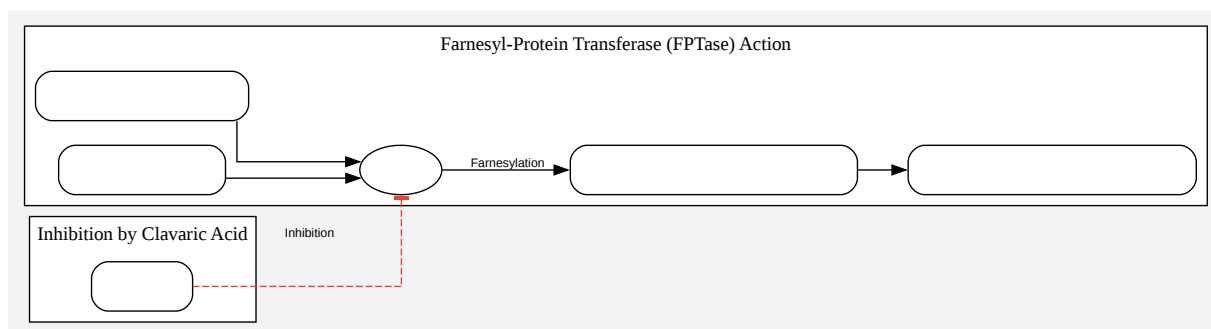 Farnesyl-Protein Transferase (FPTase) Action
Farnesylation
Inhibition by Clavaric Acid
Inhibition